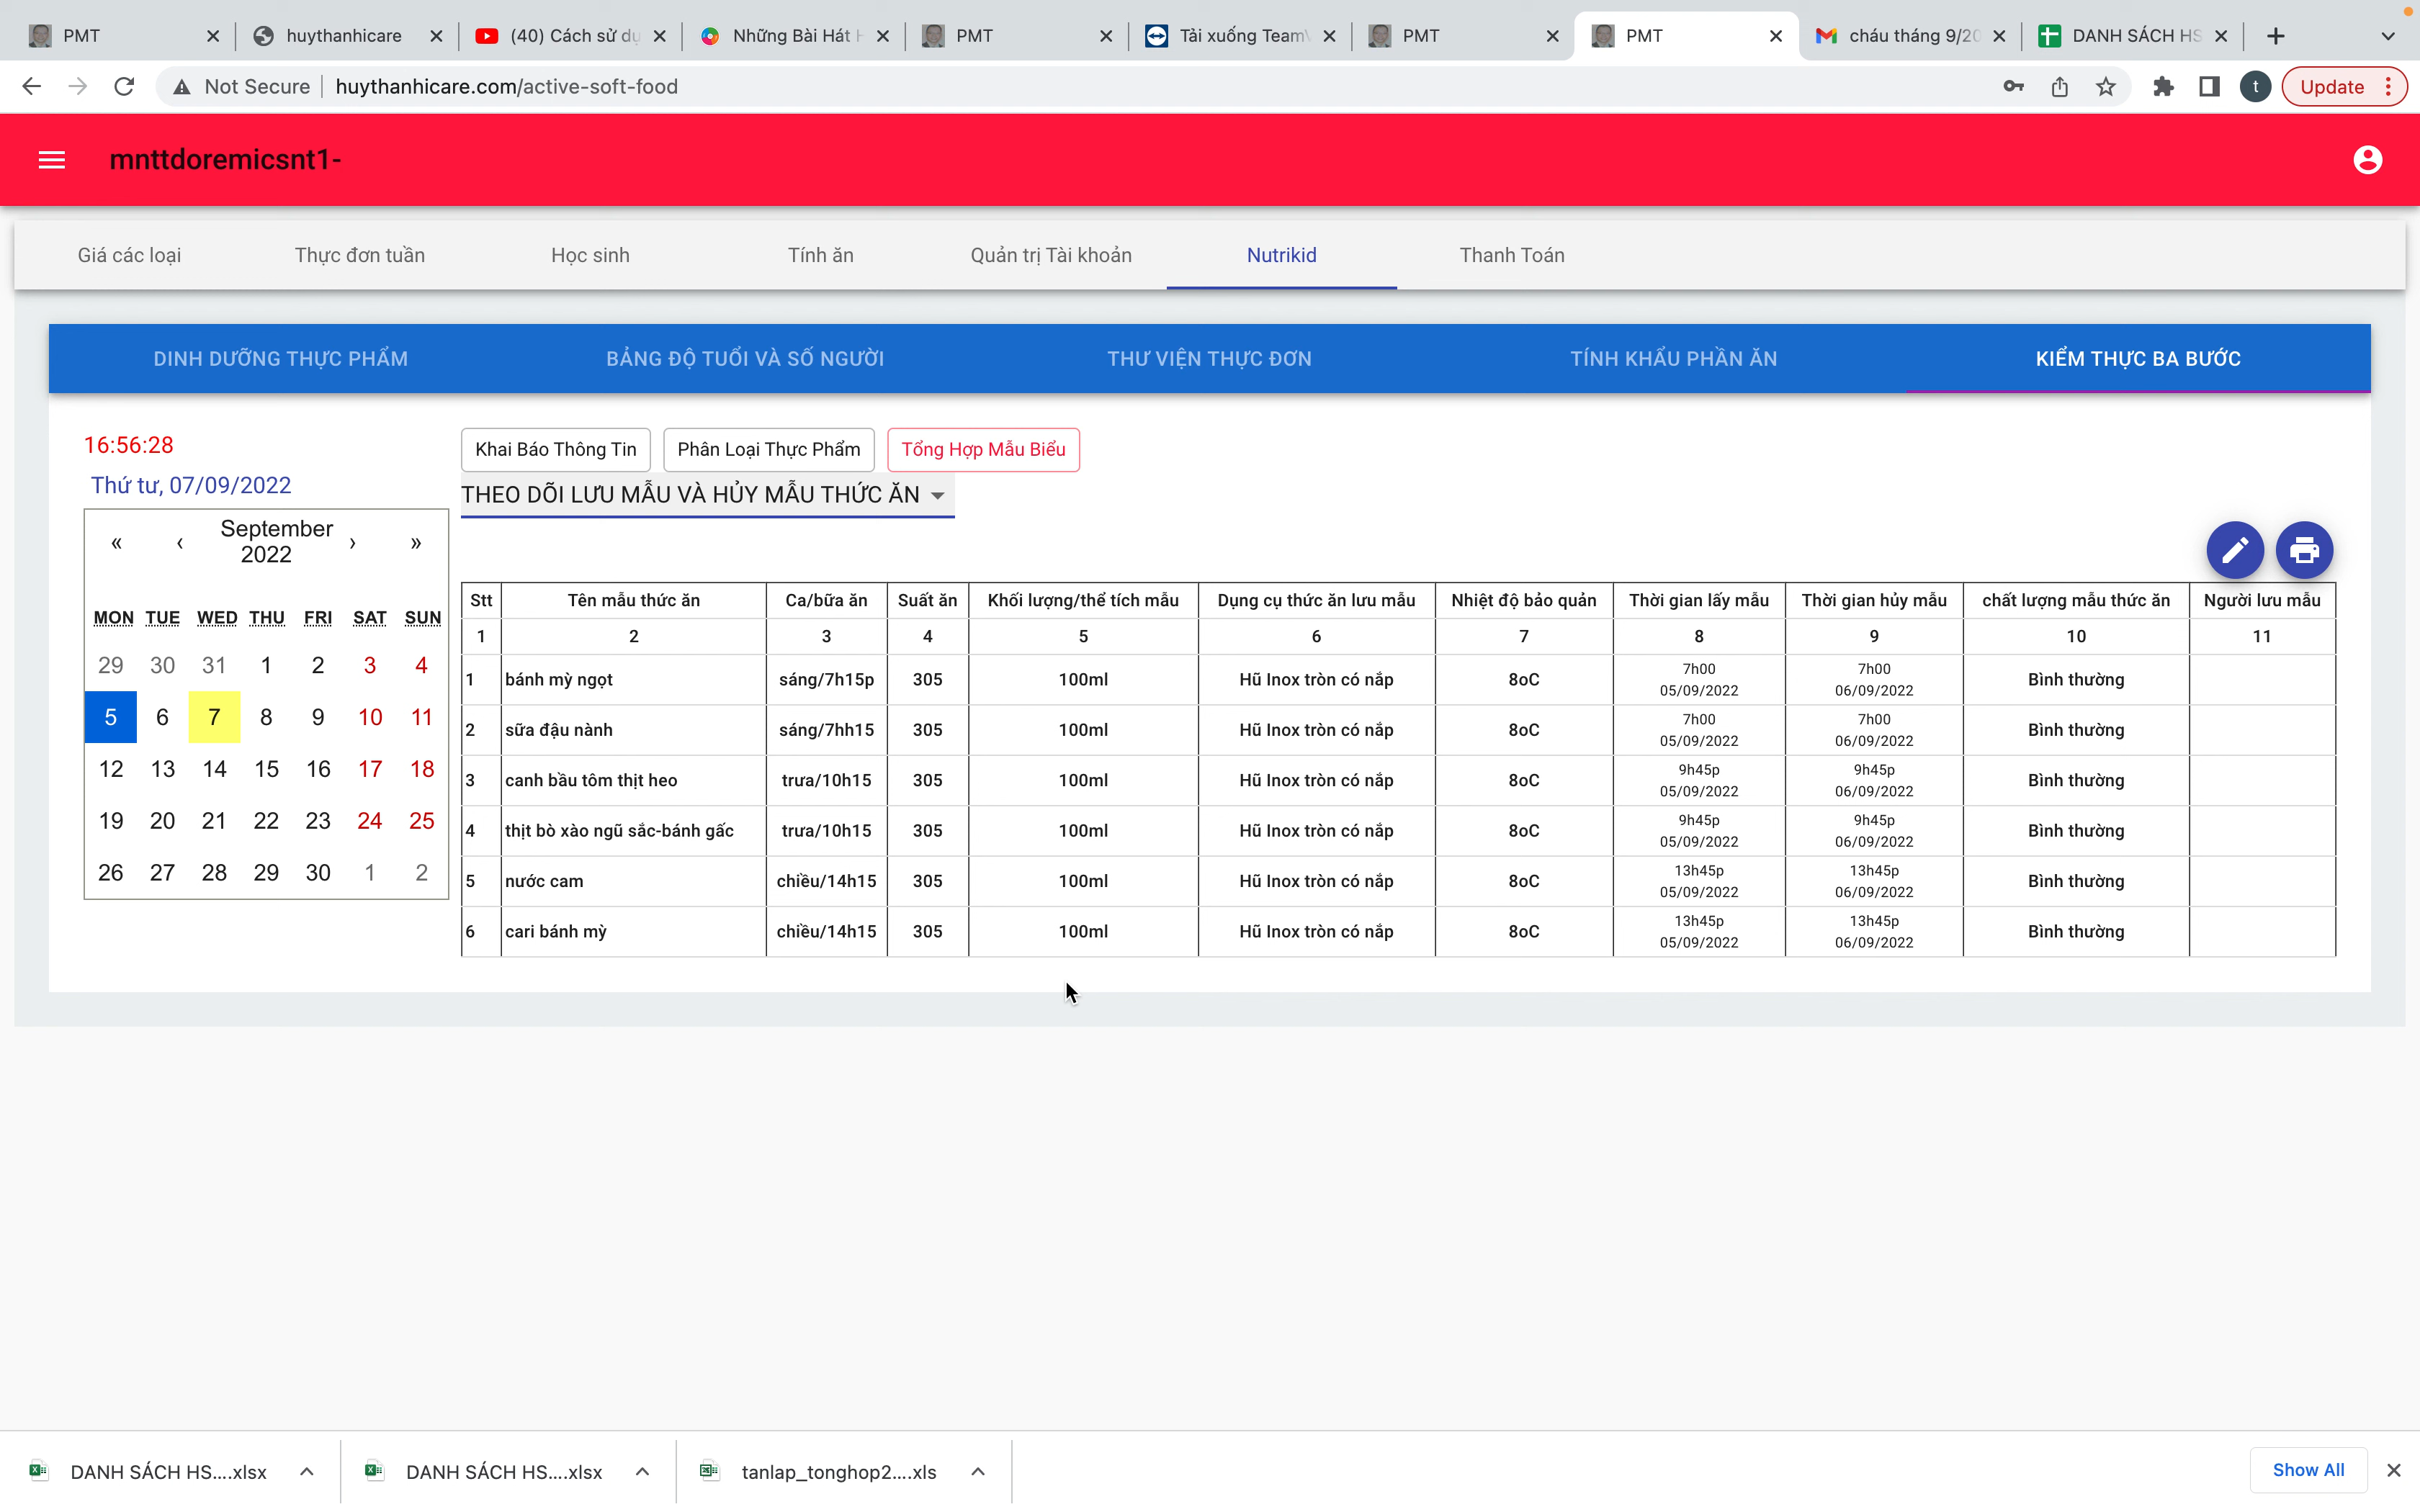 PMT
huythanhicare
(40) Cách sử dụ
Những Bài Hát H
PMT
Tải xuống TeamV
PMT
PMT
cháu tháng 9/20
DANH SÁCH HS
Not Secure
huythanhicare.com/active-soft-food
t
Update
mnttdoremicsnt1-
Giá các loại
Thực đơn tuần
Học sinh
Tính ăn
Quản trị Tài khoản
Nutrikid
Thanh Toán
DINH DƯỠNG THỰC PHẨM
BẢNG ĐỘ TUỔI VÀ SỐ NGƯỜI
THƯ VIỆN THỰC ĐƠN
TÍNH KHẨU PHẦN ĂN
KIỂM THỰC BA BƯỚC
16:56:28
Thứ tư, 07/09/2022
« ‹ September 2022 › »
MON TUE WED THU FRI SAT SUN
29 30 31 1 2 3 4
5 6 7 8 9 10 11
12 13 14 15 16 17 18
19 20 21 22 23 24 25
26 27 28 29 30 1 2
Khai Báo Thông Tin
Phân Loại Thực Phẩm
Tổng Hợp Mẫu Biểu
THEO DÕI LƯU MẪU VÀ HỦY MẪU THỨC ĂN
Stt Tên mẫu thức ăn Ca/bữa ăn Suất ăn Khối lượng/thể tích mẫu Dụng cụ thức ăn lưu mẫu Nhiệt độ bảo quản Thời gian lấy mẫu Thời gian hủy mẫu chất lượng mẫu thức ăn Người lưu mẫu
1 2 3 4 5 6 7 8 9 10 11
1 bánh mỳ ngọt sáng/7h15p 305 100ml Hũ Inox tròn có nắp 8oC 7h00 05/09/2022 7h00 06/09/2022 Bình thường
2 sữa đậu nành sáng/7hh15 305 100ml Hũ Inox tròn có nắp 8oC 7h00 05/09/2022 7h00 06/09/2022 Bình thường
3 canh bầu tôm thịt heo trưa/10h15 305 100ml Hũ Inox tròn có nắp 8oC 9h45p 05/09/2022 9h45p 06/09/2022 Bình thường
4 thịt bò xào ngũ sắc-bánh gấc trưa/10h15 305 100ml Hũ Inox tròn có nắp 8oC 9h45p 05/09/2022 9h45p 06/09/2022 Bình thường
5 nước cam chiều/14h15 305 100ml Hũ Inox tròn có nắp 8oC 13h45p 05/09/2022 13h45p 06/09/2022 Bình thường
6 cari bánh mỳ chiều/14h15 305 100ml Hũ Inox tròn có nắp 8oC 13h45p 05/09/2022 13h45p 06/09/2022 Bình thường
DANH SÁCH HS....xlsx
DANH SÁCH HS....xlsx
tanlap_tonghop2....xls
Show All